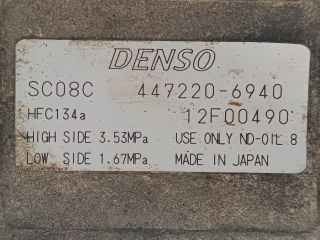 DENSO
SC08C 447220-6940
HFC134a 12F00490
HIGH SIDE 3.53MPa USE ONLY ND-OIL 8
LOW SIDE 1.67MPa MADE IN JAPAN